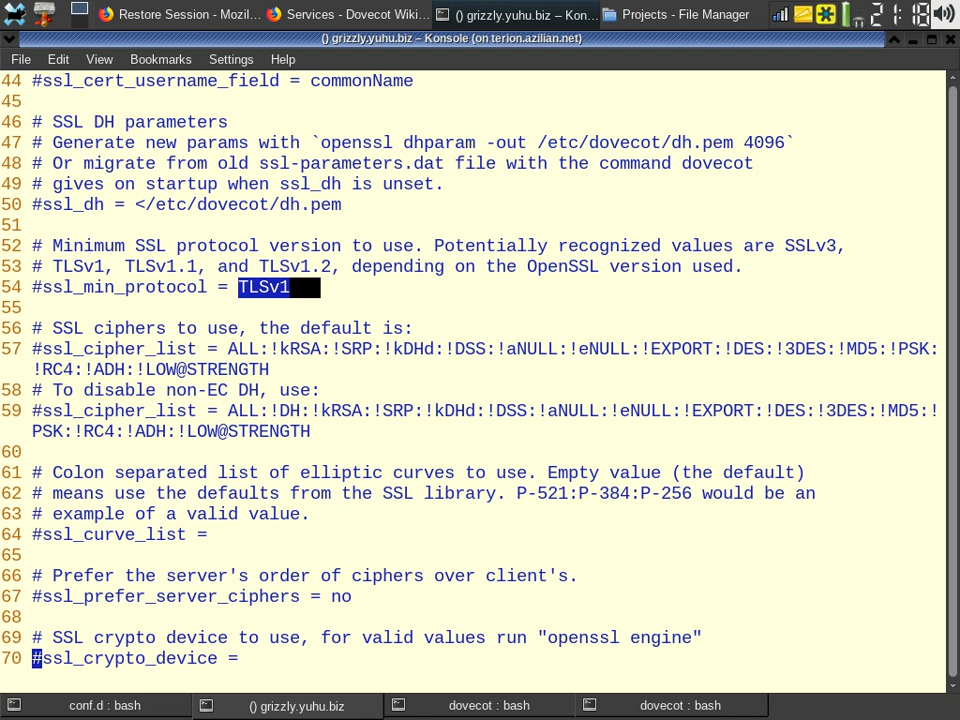 Restore Session - Mozil...
Services - Dovecot Wiki...
() grizzly.yuhu.biz – Kon...
Projects - File Manager
21:18
() grizzly.yuhu.biz – Konsole (on terion.azilian.net)
File Edit View Bookmarks Settings Help
44 #ssl_cert_username_field = commonName
45
46 # SSL DH parameters
47 # Generate new params with `openssl dhparam -out /etc/dovecot/dh.pem 4096`
48 # Or migrate from old ssl-parameters.dat file with the command dovecot
49 # gives on startup when ssl_dh is unset.
50 #ssl_dh = </etc/dovecot/dh.pem
51
52 # Minimum SSL protocol version to use. Potentially recognized values are SSLv3,
53 # TLSv1, TLSv1.1, and TLSv1.2, depending on the OpenSSL version used.
54 #ssl_min_protocol = TLSv1
55
56 # SSL ciphers to use, the default is:
57 #ssl_cipher_list = ALL:!kRSA:!SRP:!kDHd:!DSS:!aNULL:!eNULL:!EXPORT:!DES:!3DES:!MD5:!PSK:
!RC4:!ADH:!LOW@STRENGTH
58 # To disable non-EC DH, use:
59 #ssl_cipher_list = ALL:!DH:!kRSA:!SRP:!kDHd:!DSS:!aNULL:!eNULL:!EXPORT:!DES:!3DES:!MD5:!
PSK:!RC4:!ADH:!LOW@STRENGTH
60
61 # Colon separated list of elliptic curves to use. Empty value (the default)
62 # means use the defaults from the SSL library. P-521:P-384:P-256 would be an
63 # example of a valid value.
64 #ssl_curve_list =
65
66 # Prefer the server's order of ciphers over client's.
67 #ssl_prefer_server_ciphers = no
68
69 # SSL crypto device to use, for valid values run "openssl engine"
70 #ssl_crypto_device =
conf.d : bash
() grizzly.yuhu.biz
dovecot : bash
dovecot : bash